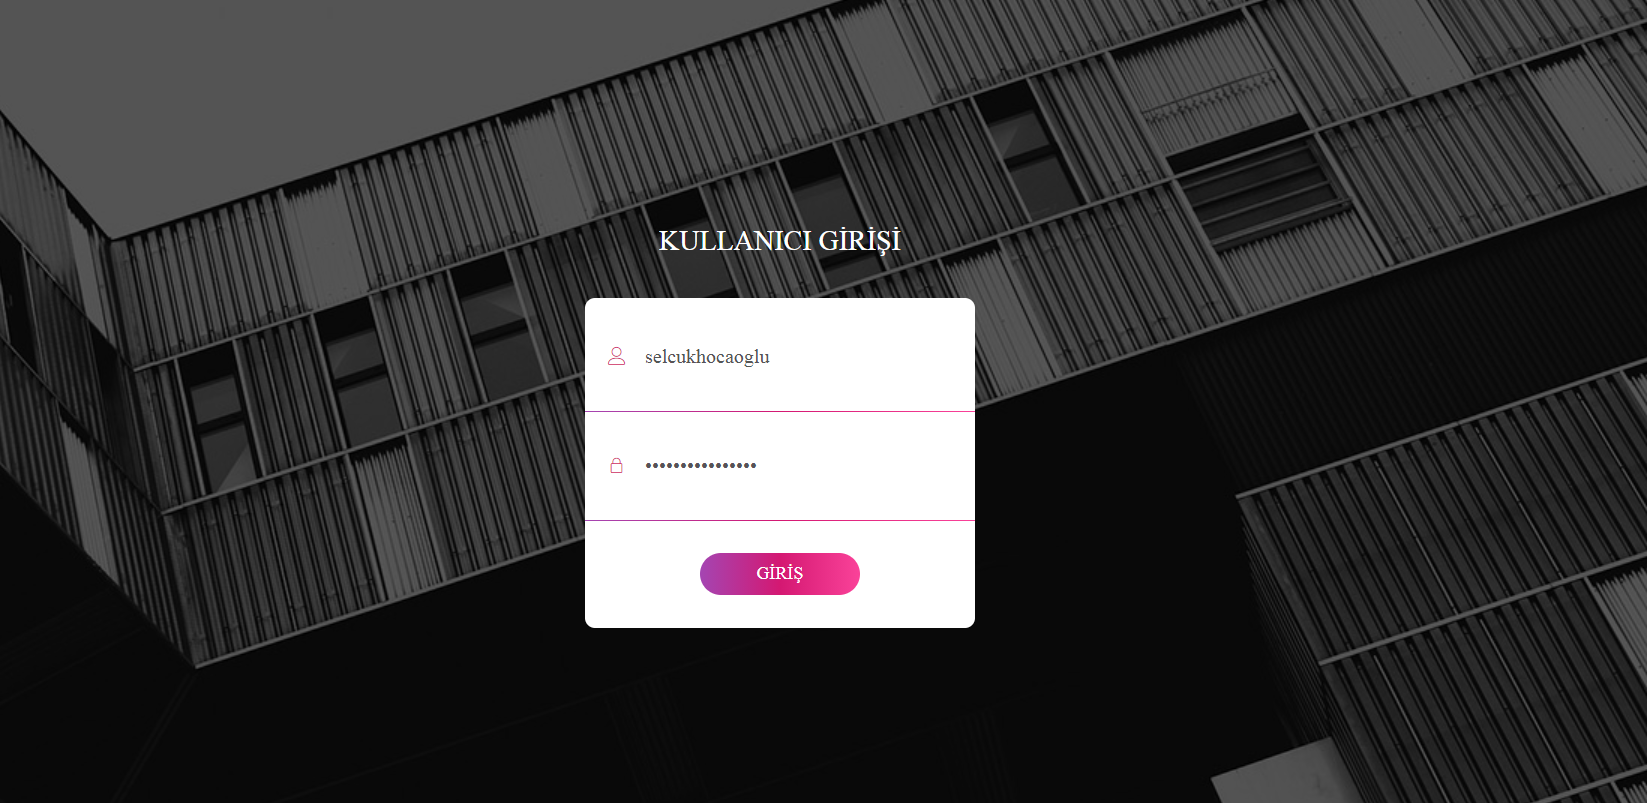 KULLANICI GİRİŞİ
selcukhocaoglu
••••••••••••••••
GİRİŞ